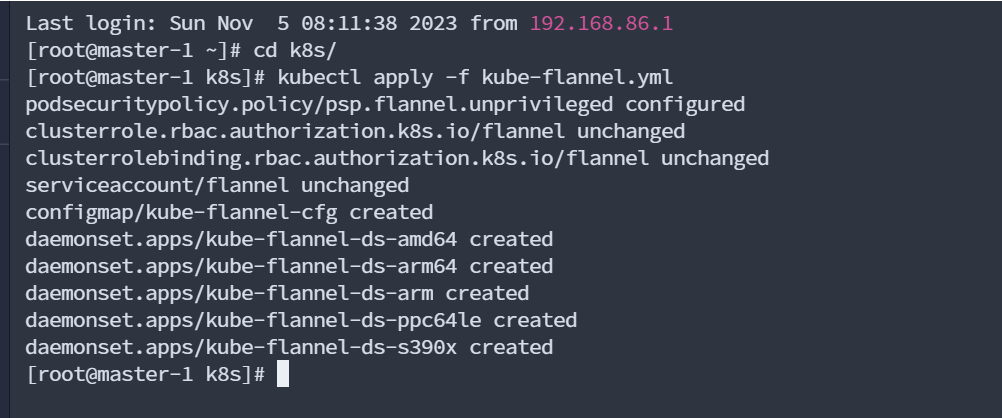 Last login: Sun Nov  5 08:11:38 2023 from 192.168.86.1
[root@master-1 ~]# cd k8s/
[root@master-1 k8s]# kubectl apply -f kube-flannel.yml
podsecuritypolicy.policy/psp.flannel.unprivileged configured
clusterrole.rbac.authorization.k8s.io/flannel unchanged
clusterrolebinding.rbac.authorization.k8s.io/flannel unchanged
serviceaccount/flannel unchanged
configmap/kube-flannel-cfg created
daemonset.apps/kube-flannel-ds-amd64 created
daemonset.apps/kube-flannel-ds-arm64 created
daemonset.apps/kube-flannel-ds-arm created
daemonset.apps/kube-flannel-ds-ppc64le created
daemonset.apps/kube-flannel-ds-s390x created
[root@master-1 k8s]#